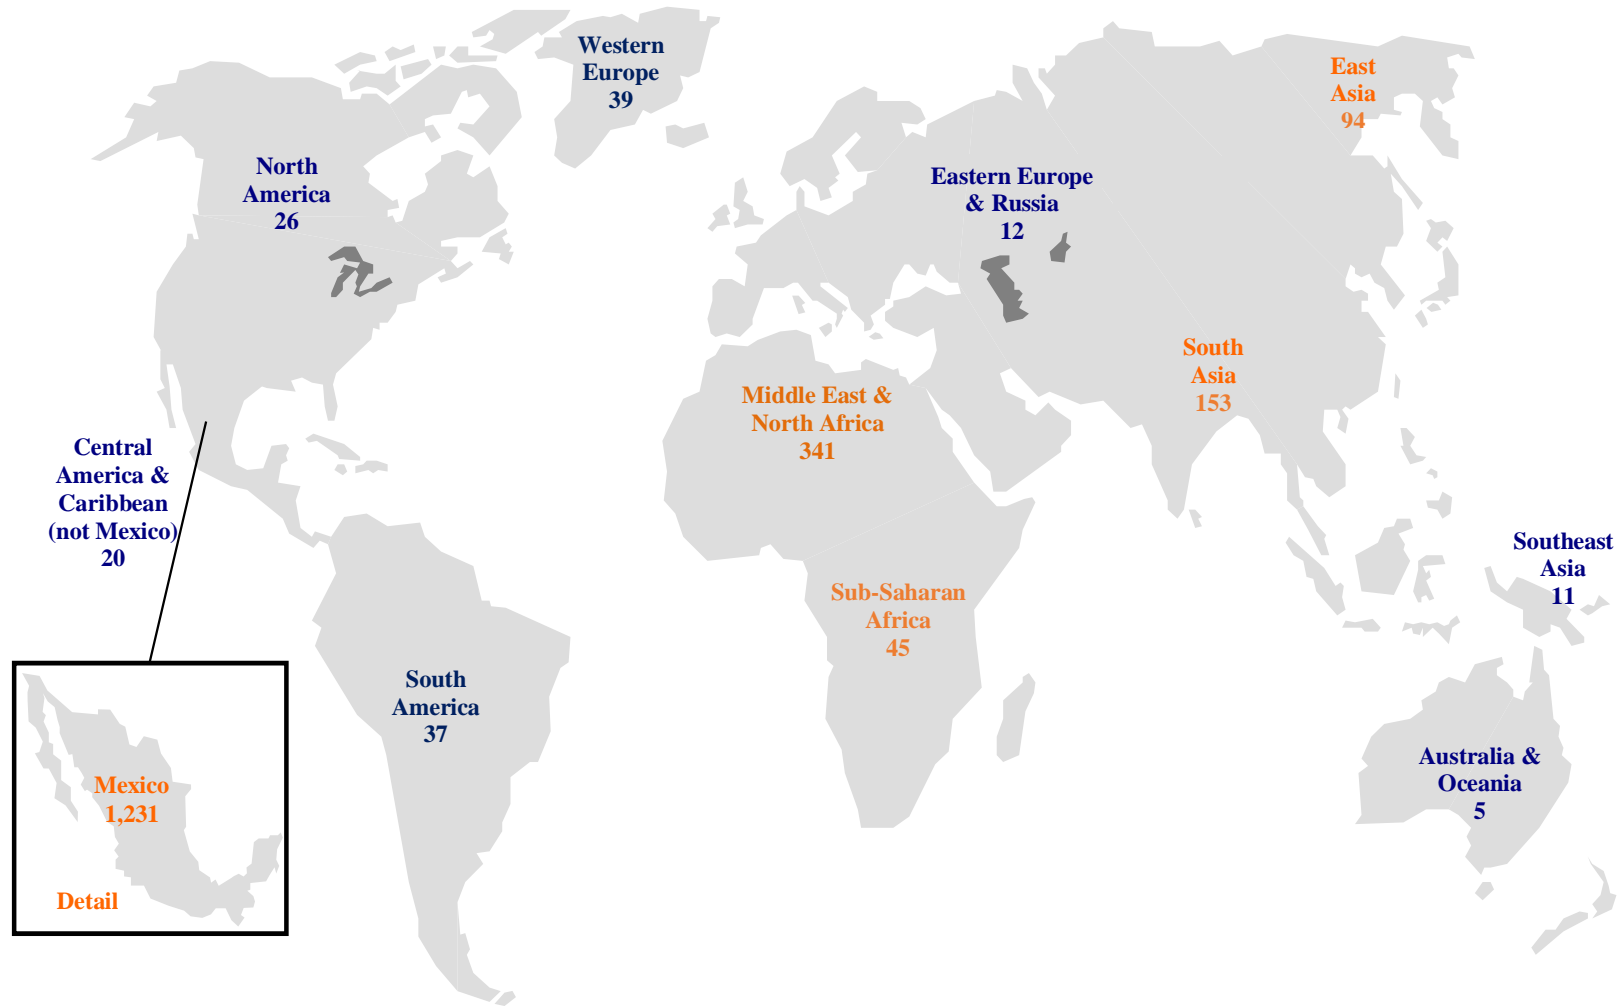 Western
Europe
39
East
Asia
94
North
America
26
Eastern Europe
& Russia
12
South
Asia
153
Middle East &
North Africa
341
Central
America &
Caribbean
(not Mexico)
20
Southeast
Asia
11
Sub-Saharan
Africa
45
South
America
37
Australia &
Oceania
5
Mexico
1,231
Detail